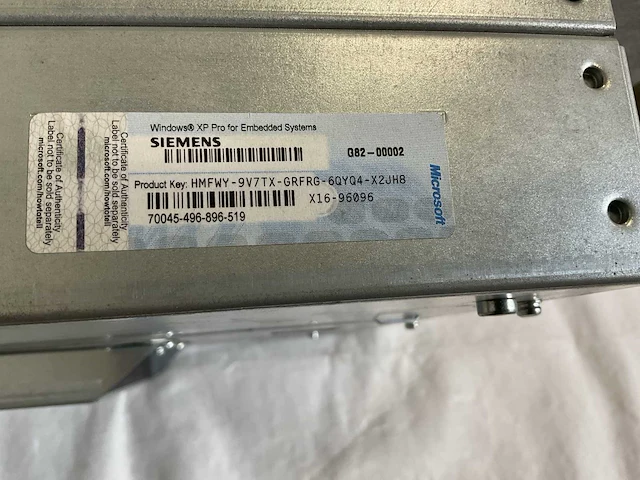 Windows® XP Pro for Embedded Systems
SIEMENS
G82-00002
Product Key: HMFWY-9V7TX-GRFRG-6QYQ4-X2JH8
X16-96096
70045-496-896-519
Microsoft
Certificate of Authenticity
Label not to be sold separately
microsoft.com/howtotell
Certificate of Authenticity
Label not to be sold separately
microsoft.com/howtotell